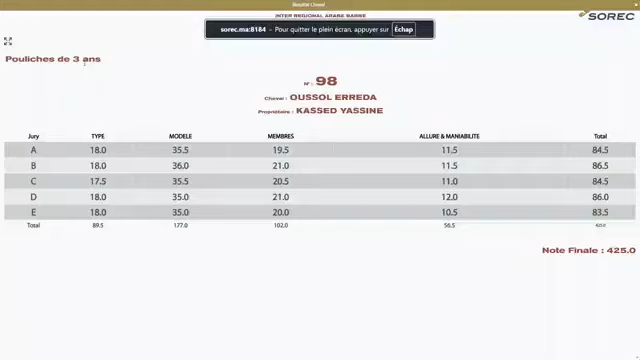 Resultat Cheval
INTER REGIONAL ARABE BARBE
SOREC
sorec.ma:8184 - Pour quitter le plein écran, appuyer sur Échap
Pouliches de 3 ans
N° : 98
Cheval : OUSSOL ERREDA
Propriétaire : KASSED YASSINE
Jury TYPE MODELE MEMBRES ALLURE & MANIABILITE Total
A 18.0 35.5 19.5 11.5 84.5
B 18.0 36.0 21.0 11.5 86.5
C 17.5 35.5 20.5 11.0 84.5
D 18.0 35.0 21.0 12.0 86.0
E 18.0 35.0 20.0 10.5 83.5
Total 89.5 177.0 102.0 56.5
Note Finale : 425.0